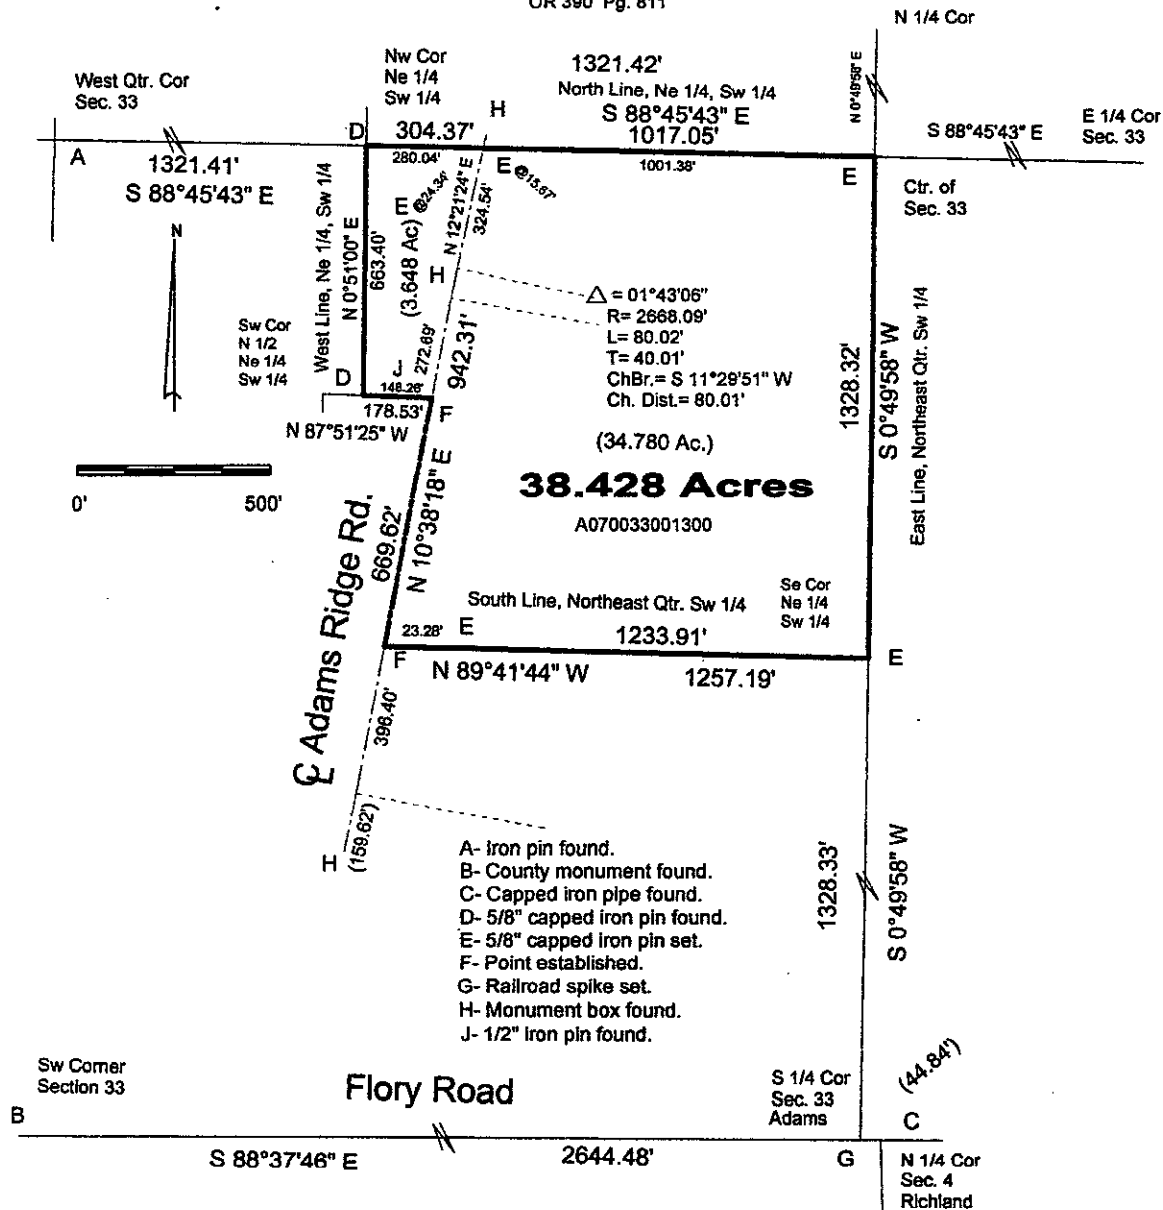 OR 390 Pg. 811
N 1/4 Cor
West Qtr. Cor
Sec. 33
Nw Cor
Ne 1/4
Sw 1/4
1321.42'
North Line, Ne 1/4, Sw 1/4
S 88°45'43" E
N 0°49'58" E
H
D
304.37'
1017.05'
S 88°45'43" E
E 1/4 Cor
Sec. 33
A
1321.41'
S 88°45'43" E
280.04'
E
@15.67'
1001.38'
E
Ctr. of
Sec. 33
N
West Line, Ne 1/4, Sw 1/4
N 0°51'00" E
663.40'
E
@24.34'
(3.648 Ac)
N 12°21'24" E
324.54'
H
△ = 01°43'06"
R= 2668.09'
L= 80.02'
T= 40.01'
ChBr.= S 11°29'51" W
Ch. Dist.= 80.01'
Sw Cor
N 1/2
Ne 1/4
Sw 1/4
D
J
272.69'
942.31'
148.26'
178.53'
F
N 87°51'25" W
1328.32'
S 0°49'58" W
East Line, Northeast Qtr. Sw 1/4
(34.780 Ac.)
38.428 Acres
A070033001300
0'
500'
℄ Adams Ridge Rd.
669.62'
N 10°38'18" E
South Line, Northeast Qtr. Sw 1/4
Se Cor
Ne 1/4
Sw 1/4
23.28'
E
1233.91'
F
N 89°41'44" W
1257.19'
E
396.40'
H
(159.62')
A- Iron pin found.
B- County monument found.
C- Capped iron pipe found.
D- 5/8" capped iron pin found.
E- 5/8" capped iron pin set.
F- Point established.
G- Railroad spike set.
H- Monument box found.
J- 1/2" iron pin found.
1328.33'
S 0°49'58" W
Sw Corner
Section 33
Flory Road
S 1/4 Cor
Sec. 33
Adams
(44.84')
B
C
S 88°37'46" E
2644.48'
G
N 1/4 Cor
Sec. 4
Richland